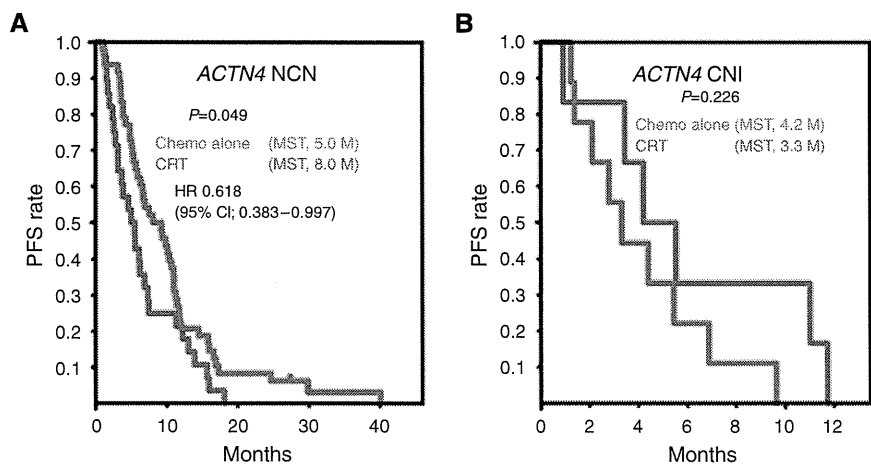 A
ACTN4 NCN
P=0.049
Chemo alone (MST, 5.0 M)
CRT (MST, 8.0 M)
HR 0.618
(95% CI; 0.383–0.997)
PFS rate
1.0
0.9
0.8
0.7
0.6
0.5
0.4
0.3
0.2
0.1
0 10 20 30 40
Months
B
ACTN4 CNI
P=0.226
Chemo alone (MST, 4.2 M)
CRT (MST, 3.3 M)
PFS rate
1.0
0.9
0.8
0.7
0.6
0.5
0.4
0.3
0.2
0.1
0 2 4 6 8 10 12
Months